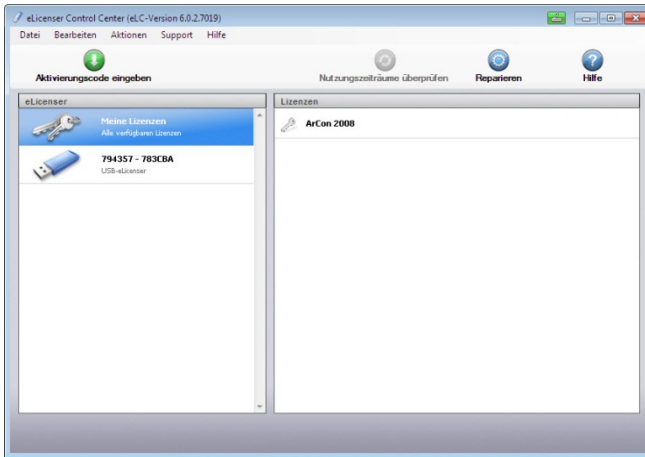 eLicenser Control Center (eLC-Version 6.0.2.7019)
Datei Bearbeiten Aktionen Support Hilfe
Aktivierungscode eingeben Nutzungszeiträume überprüfen Reparieren Hilfe
eLicenser Lizenzen
Meine Lizenzen
Alle verfügbaren Lizenzen
ArCon 2008
794357 - 783CBA
USB-eLicenser